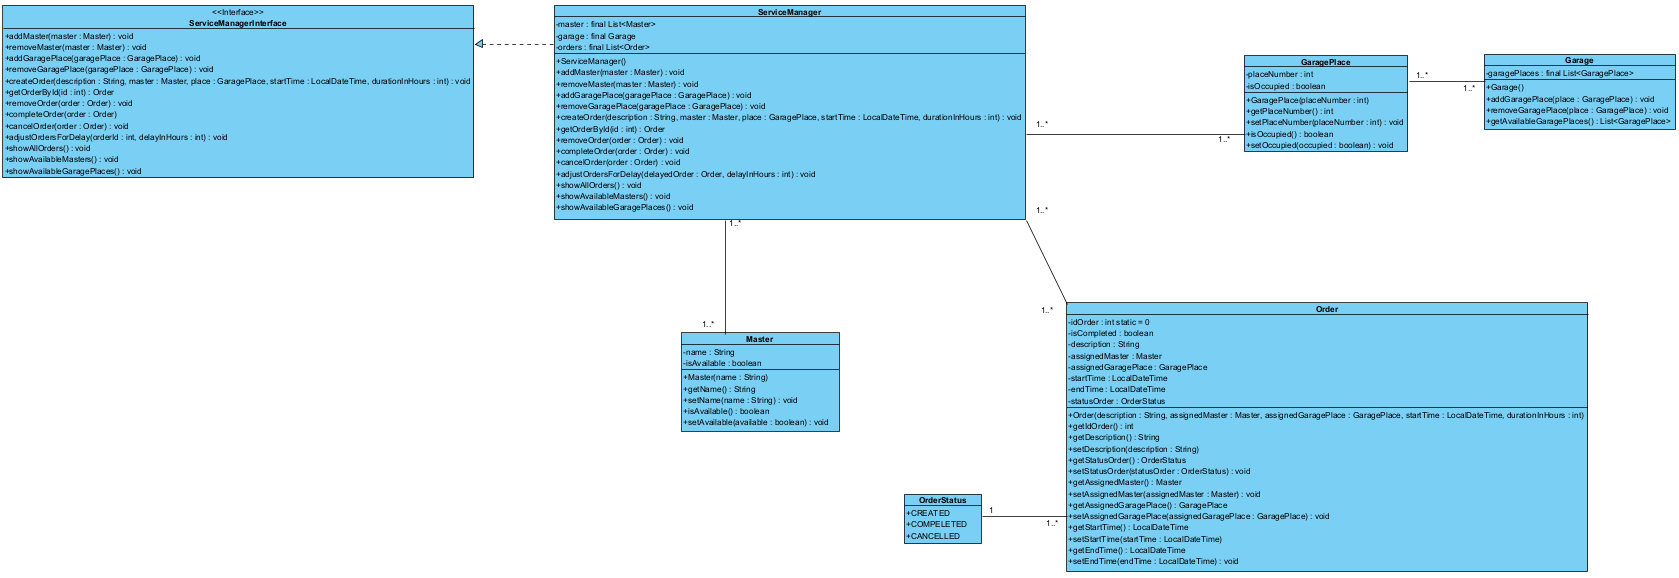 <<Interface>>
ServiceManagerInterface
+addMaster(master : Master) : void
+removeMaster(master : Master) : void
+addGaragePlace(garagePlace : GaragePlace) : void
+removeGaragePlace(garagePlace : GaragePlace) : void
+createOrder(description : String, master : Master, place : GaragePlace, startTime : LocalDateTime, durationInHours : int) : void
+getOrderById(id : int) : Order
+removeOrder(order : Order) : void
+completeOrder(order : Order)
+cancelOrder(order : Order) : void
+adjustOrdersForDelay(orderId : int, delayInHours : int) : void
+showAllOrders() : void
+showAvailableMasters() : void
+showAvailableGaragePlaces() : void
ServiceManager
-master : final List<Master>
-garage : final Garage
-orders : final List<Order>
+ServiceManager()
+addMaster(master : Master) : void
+removeMaster(master : Master) : void
+addGaragePlace(garagePlace : GaragePlace) : void
+removeGaragePlace(garagePlace : GaragePlace) : void
+createOrder(description : String, master : Master, place : GaragePlace, startTime : LocalDateTime, durationInHours : int) : void
+getOrderById(id : int) : Order
+removeOrder(order : Order) : void
+completeOrder(order : Order) : void
+cancelOrder(order : Order) : void
+adjustOrdersForDelay(delayedOrder : Order, delayInHours : int) : void
+showAllOrders() : void
+showAvailableMasters() : void
+showAvailableGaragePlaces() : void
1..*
1..*
GaragePlace
-placeNumber : int
-isOccupied : boolean
+GaragePlace(placeNumber : int)
+getPlaceNumber() : int
+setPlaceNumber(placeNumber : int) : void
+isOccupied() : boolean
+setOccupied(occupied : boolean) : void
1..*
1..*
Garage
-garagePlaces : final List<GaragePlace>
+Garage()
+addGaragePlace(place : GaragePlace) : void
+removeGaragePlace(place : GaragePlace) : void
+getAvailableGaragePlaces() : List<GaragePlace>
1..*
1..*
1..*
1..*
Master
-name : String
-isAvailable : boolean
+Master(name : String)
+getName() : String
+setName(name : String) : void
+isAvailable() : boolean
+setAvailable(available : boolean) : void
Order
-idOrder : int static = 0
-isCompleted : boolean
-description : String
-assignedMaster : Master
-assignedGaragePlace : GaragePlace
-startTime : LocalDateTime
-endTime : LocalDateTime
-statusOrder : OrderStatus
+Order(description : String, assignedMaster : Master, assignedGaragePlace : GaragePlace, startTime : LocalDateTime, durationInHours : int)
+getIdOrder() : int
+getDescription() : String
+setDescription(description : String)
+getStatusOrder() : OrderStatus
+setStatusOrder(statusOrder : OrderStatus) : void
+getAssignedMaster() : Master
+setAssignedMaster(assignedMaster : Master) : void
+getAssignedGaragePlace() : GaragePlace
+setAssignedGaragePlace(assignedGaragePlace : GaragePlace) : void
+getStartTime() : LocalDateTime
+setStartTime(startTime : LocalDateTime)
+getEndTime() : LocalDateTime
+setEndTime(endTime : LocalDateTime) : void
OrderStatus
+CREATED
+COMPELETED
+CANCELLED
1
1..*